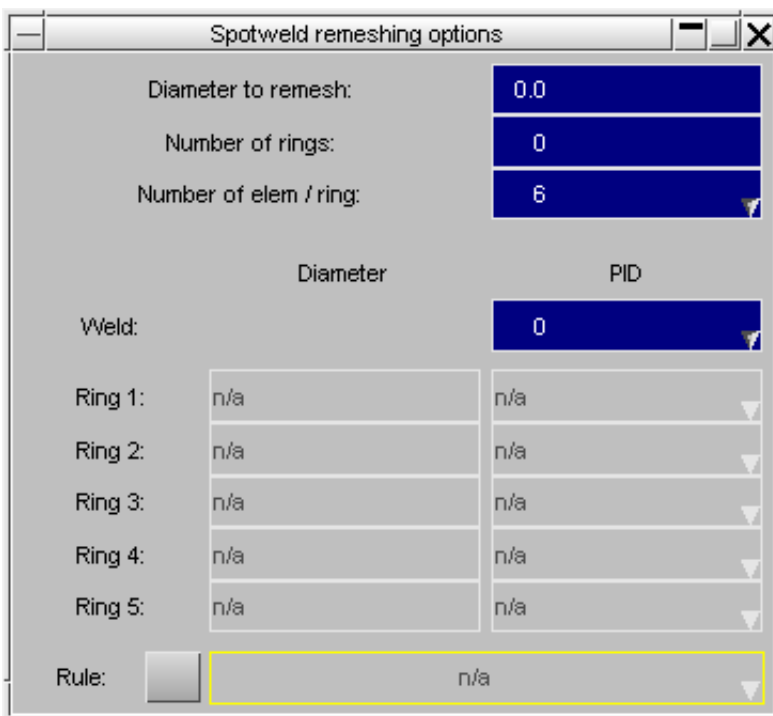 Spotweld remeshing options
Diameter to remesh: 0.0
Number of rings: 0
Number of elem / ring: 6
Diameter PID
Weld: 0
Ring 1: n/a n/a
Ring 2: n/a n/a
Ring 3: n/a n/a
Ring 4: n/a n/a
Ring 5: n/a n/a
Rule: n/a